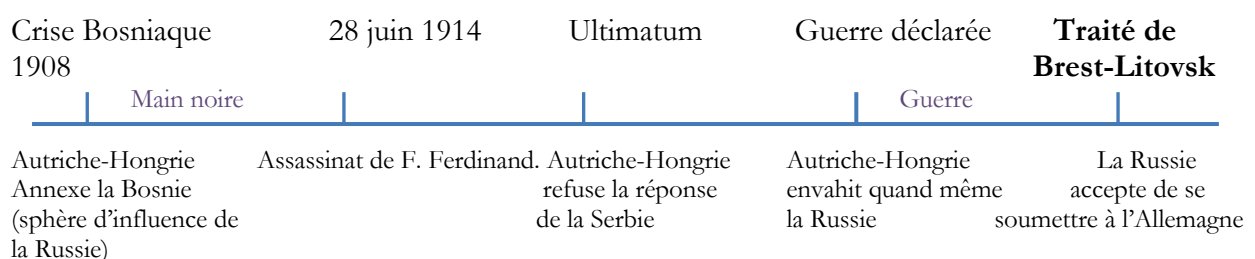 Crise Bosniaque
1908
28 juin 1914
Ultimatum
Guerre déclarée
Traité de
Brest-Litovsk
Main noire
Guerre
Autriche-Hongrie
Annexe la Bosnie
(sphère d’influence de
la Russie)
Assassinat de F. Ferdinand.
Autriche-Hongrie
refuse la réponse
de la Serbie
Autriche-Hongrie
envahit quand même
la Russie
La Russie
accepte de se
soumettre à l’Allemagne